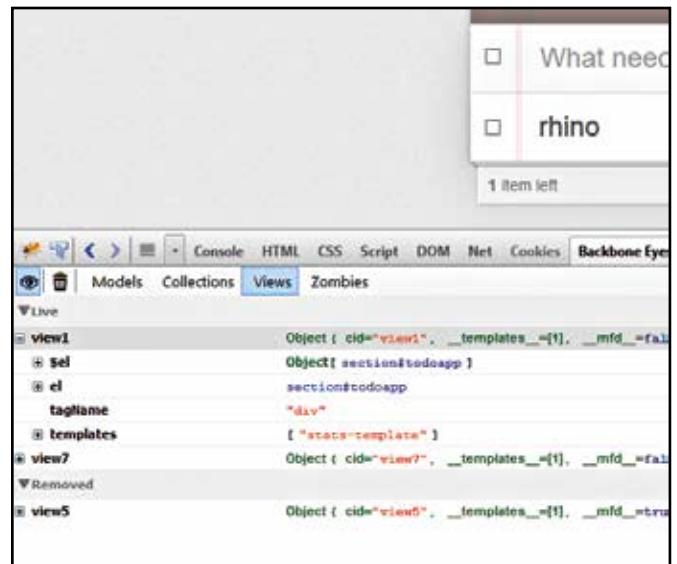 What need
rhino
1 item left
Console HTML CSS Script DOM Net Cookies Backbone Eye
Models Collections Views Zombies
Live
view1 Object { cid="view1", __templates__=[1], __mfd__=fal
$el Object[ section#todoapp ]
el section#todoapp
tagName "div"
templates [ "stats-template" ]
view7 Object { cid="view7", __templates__=[1], __mfd__=fal
Removed
view5 Object { cid="view5", __templates__=[1], __mfd__=tru